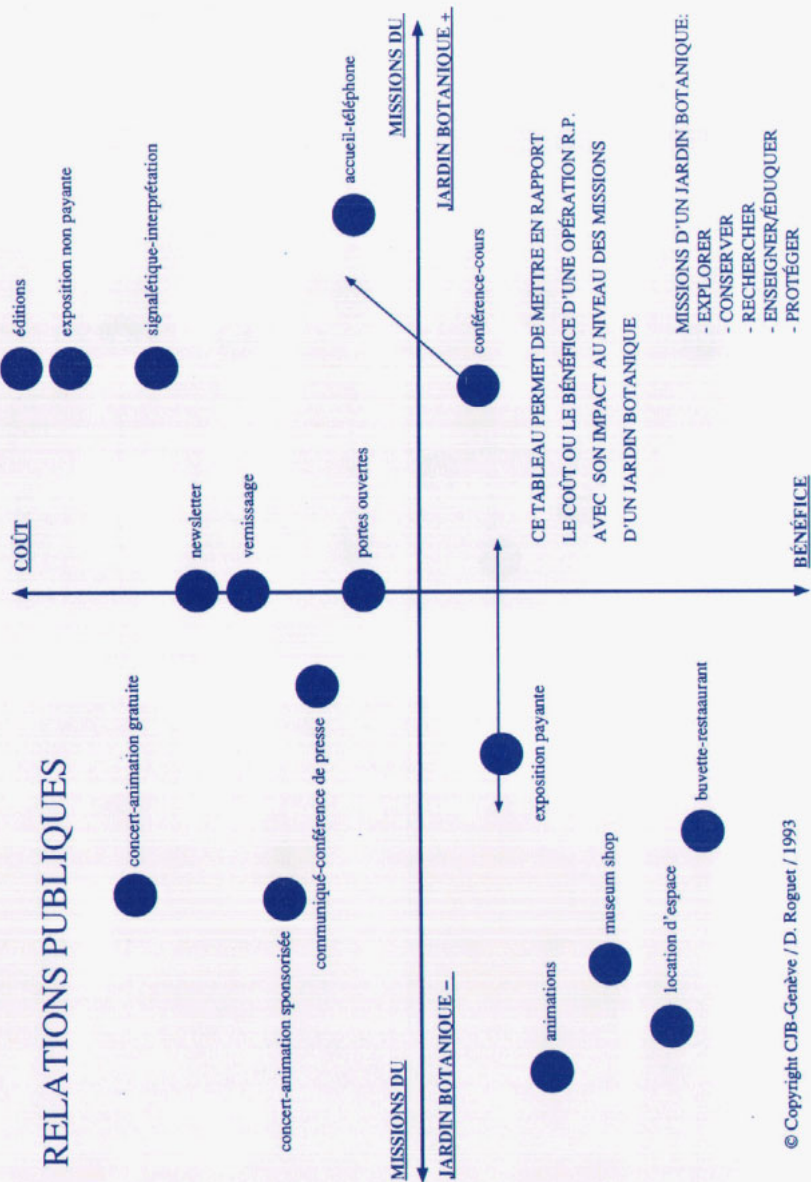 RELATIONS PUBLIQUES
COÛT
éditions
exposition non payante
signalétique-interprétation
concert-animation gratuite
newsletter
vernissaage
concert-animation sponsorisée
communiqué-conférence de presse
portes ouvertes
accueil-téléphone
MISSIONS DU
JARDIN BOTANIQUE –
MISSIONS DU
JARDIN BOTANIQUE +
conférence-cours
exposition payante
animations
museum shop
location d'espace
buvette-restaaurant
CE TABLEAU PERMET DE METTRE EN RAPPORT
LE COÛT OU LE BÉNÉFICE D'UNE OPÉRATION R.P.
AVEC SON IMPACT AU NIVEAU DES MISSIONS
D'UN JARDIN BOTANIQUE
MISSIONS D'UN JARDIN BOTANIQUE:
- EXPLORER
- CONSERVER
- RECHERCHER
- ENSEIGNER/ÉDUQUER
- PROTÉGER
BÉNÉFICE
© Copyright CJB-Genève / D. Roguet / 1993